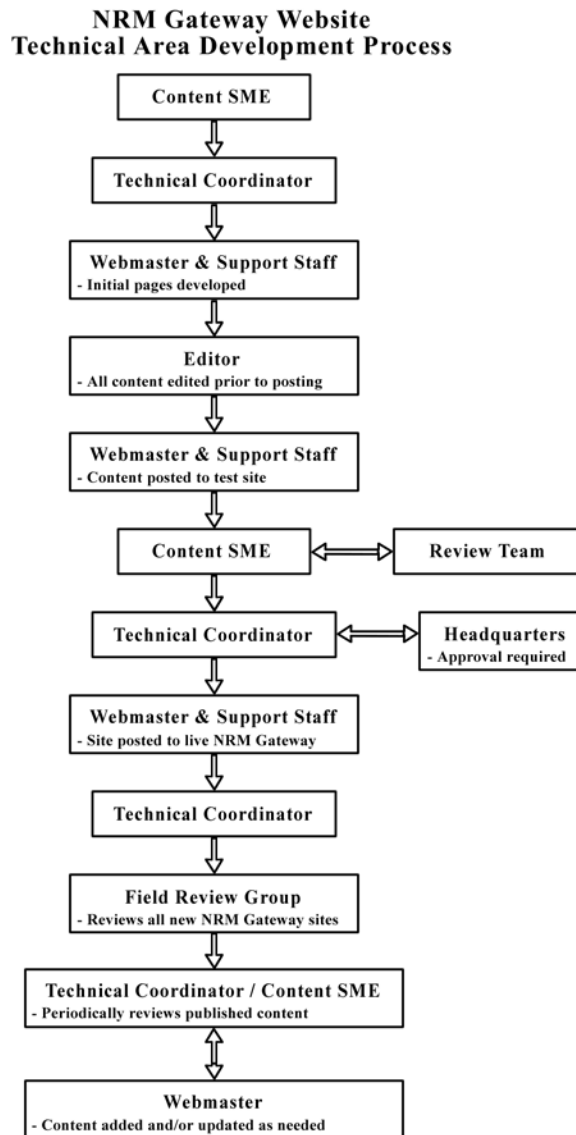 NRM Gateway Website
Technical Area Development Process
Content SME
Technical Coordinator
Webmaster & Support Staff
- Initial pages developed
Editor
- All content edited prior to posting
Webmaster & Support Staff
- Content posted to test site
Content SME
Review Team
Technical Coordinator
Headquarters
- Approval required
Webmaster & Support Staff
- Site posted to live NRM Gateway
Technical Coordinator
Field Review Group
- Reviews all new NRM Gateway sites
Technical Coordinator / Content SME
- Periodically reviews published content
Webmaster
- Content added and/or updated as needed